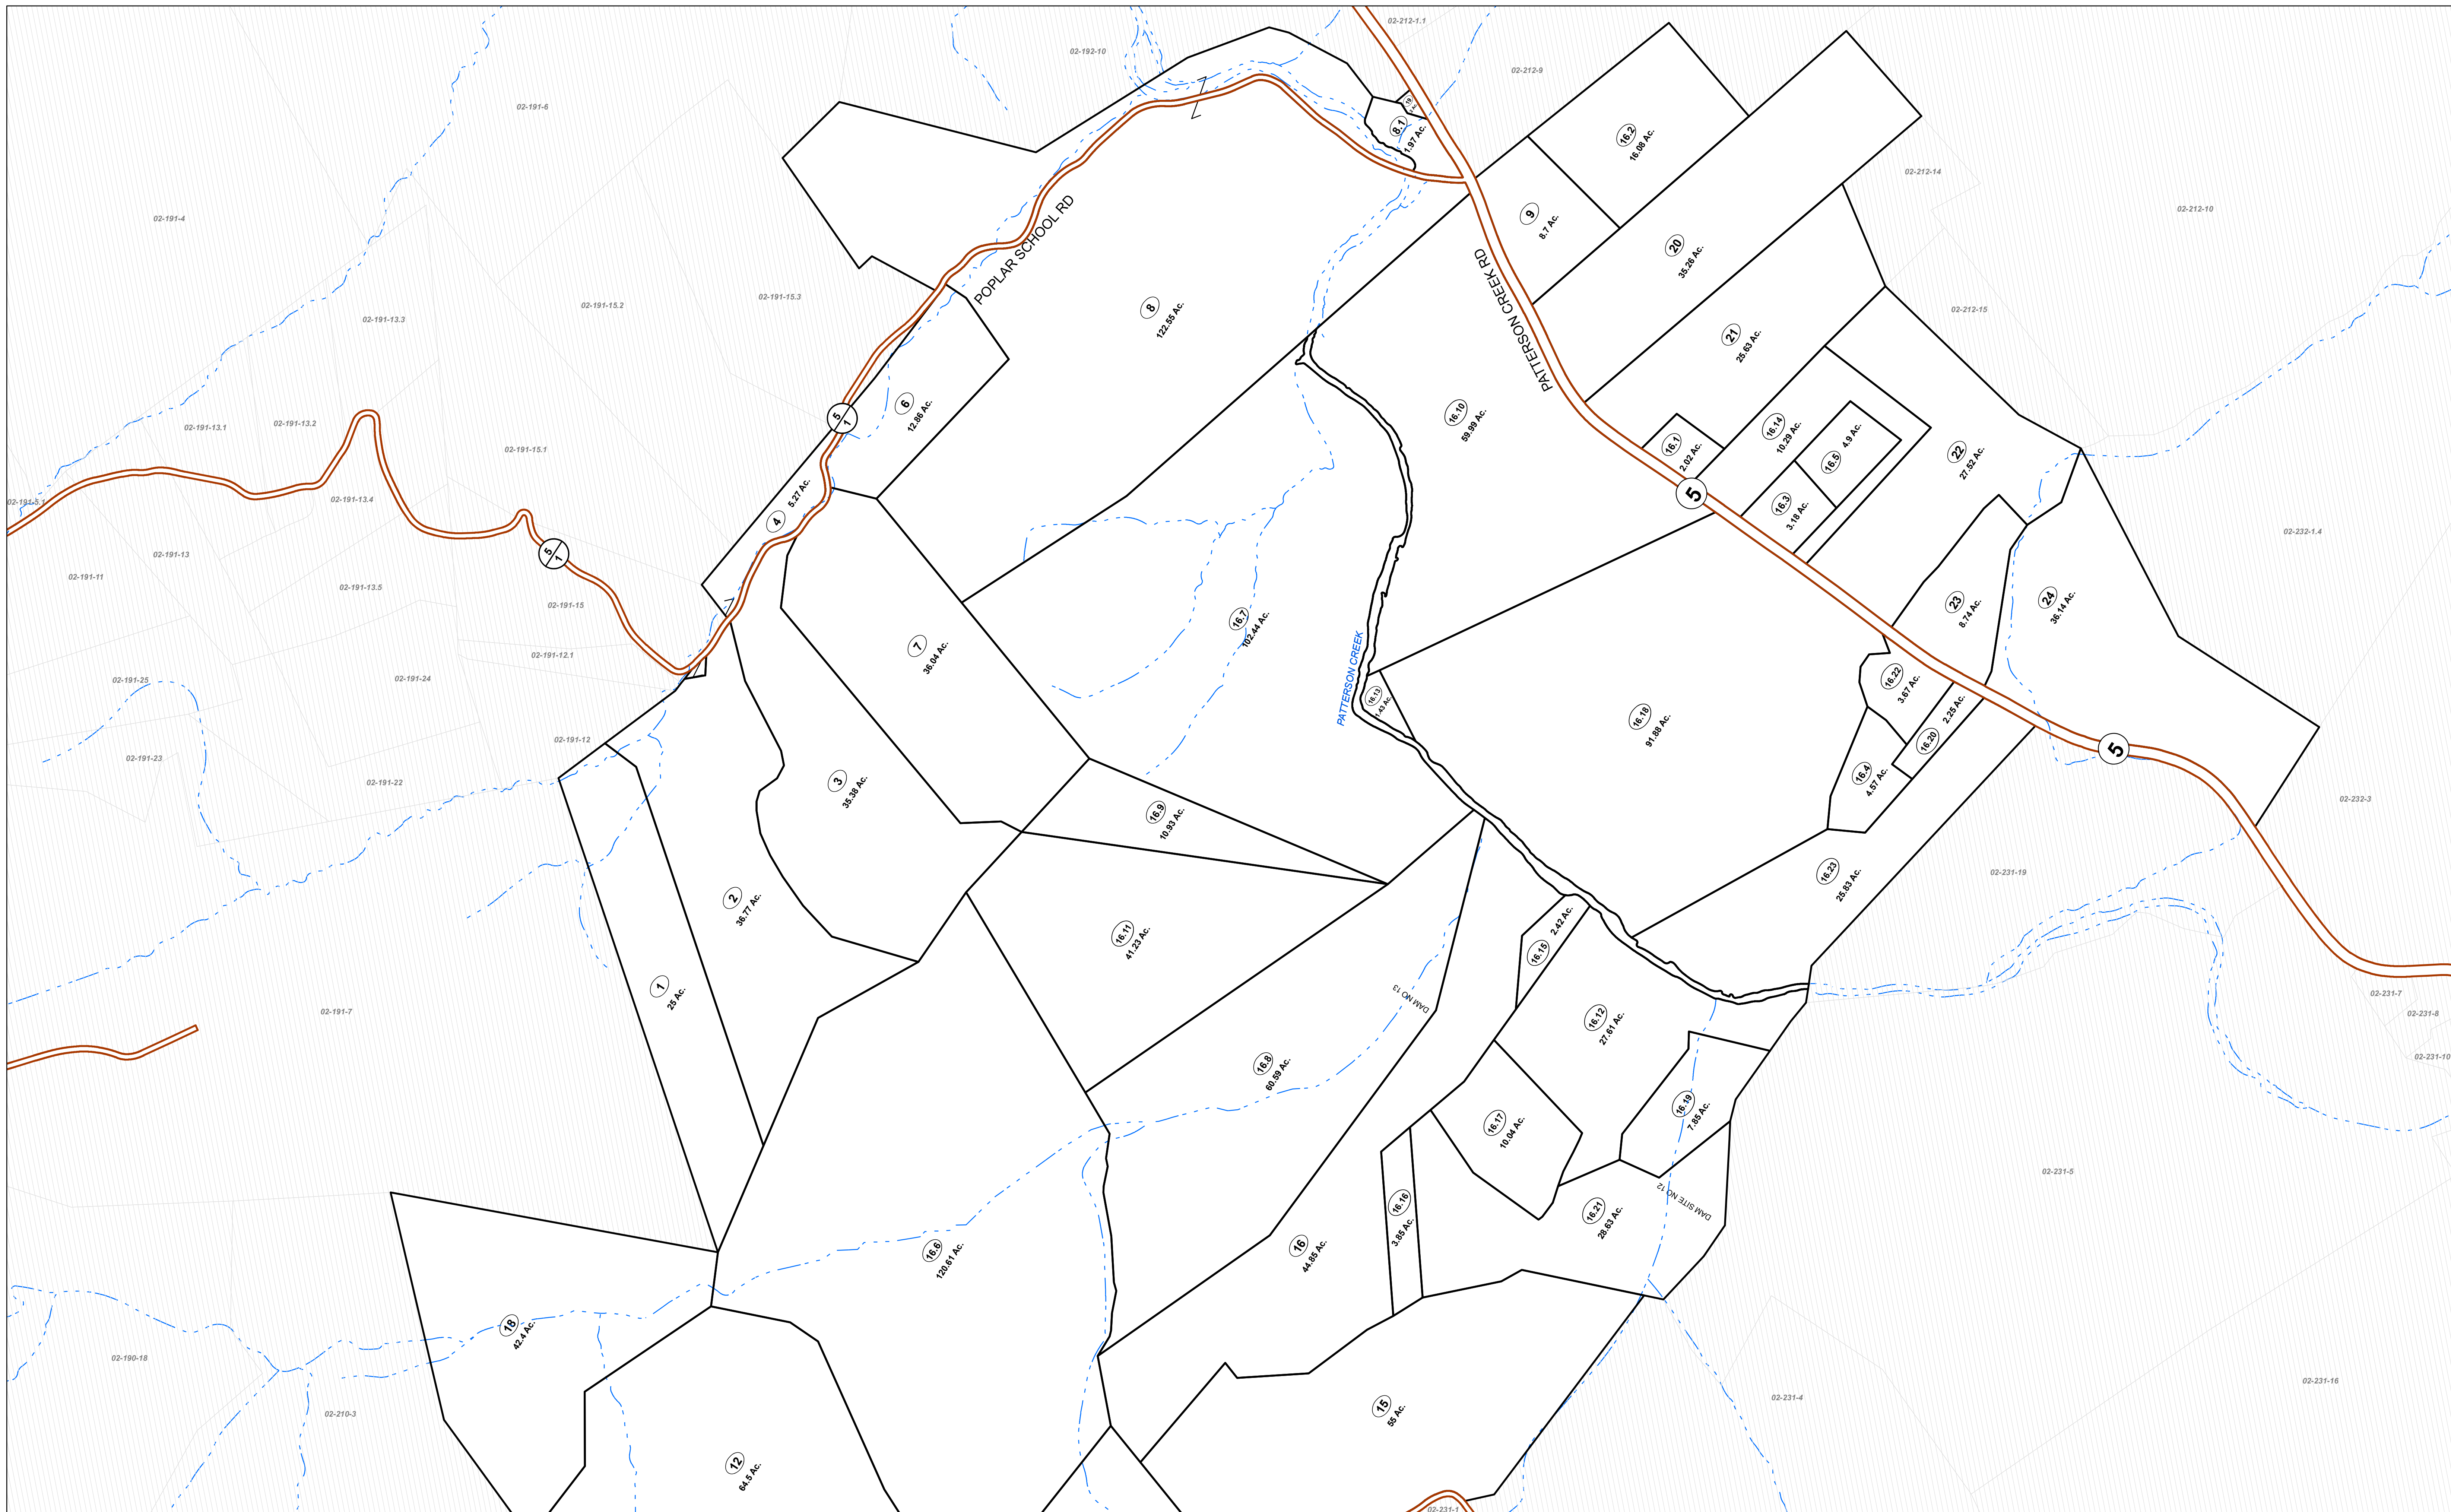 02-212-1.1
02-192-10
02-212-9
02-191-6
19
8.1
1.97 Ac.
16.2
16.08 Ac.
02-212-14
02-191-4
02-212-10
9
8.7 Ac.
POPLAR SCHOOL RD
20
35.26 Ac.
PATTERSON CREEK RD
02-191-15.3
02-191-15.2
02-191-13.3
8
122.55 Ac.
02-212-15
21
25.63 Ac.
6
12.86 Ac.
5
1
16.10
59.99 Ac.
02-191-13.1
02-191-13.2
02-191-15.1
16.1
2.02 Ac.
16.14
10.29 Ac.
16.5
4.9 Ac.
22
27.52 Ac.
02-191-5.1
02-191-13.4
4
5.27 Ac.
5
16.3
3.18 Ac.
02-232-1.4
02-191-13
5
1
02-191-11
02-191-13.5
02-191-15
23
8.74 Ac.
24
36.14 Ac.
16.7
102.44 Ac.
7
36.04 Ac.
02-191-12.1
PATTERSON CREEK
02-191-25
02-191-24
16.13
1.43 Ac.
16.22
3.67 Ac.
16.18
91.88 Ac.
2.25 Ac.
16.20
5
02-191-12
02-191-23
02-191-22
3
35.38 Ac.
16.4
4.57 Ac.
02-232-3
16.9
10.93 Ac.
16.23
25.83 Ac.
02-231-19
2
36.77 Ac.
16.11
41.23 Ac.
2.42 Ac.
16.15
1
25 Ac.
DAM NO 13
02-191-7
16.12
27.61 Ac.
02-231-7
02-231-8
02-231-10
16.8
60.59 Ac.
16.19
7.85 Ac.
16.17
10.04 Ac.
02-231-5
DAM SITE NO 12
16.16
3.85 Ac.
16.21
28.63 Ac.
16.6
120.61 Ac.
16
44.85 Ac.
18
42.4 Ac.
02-190-18
02-231-16
02-231-4
02-210-3
15
55 Ac.
12
64.5 Ac.
02-231-1